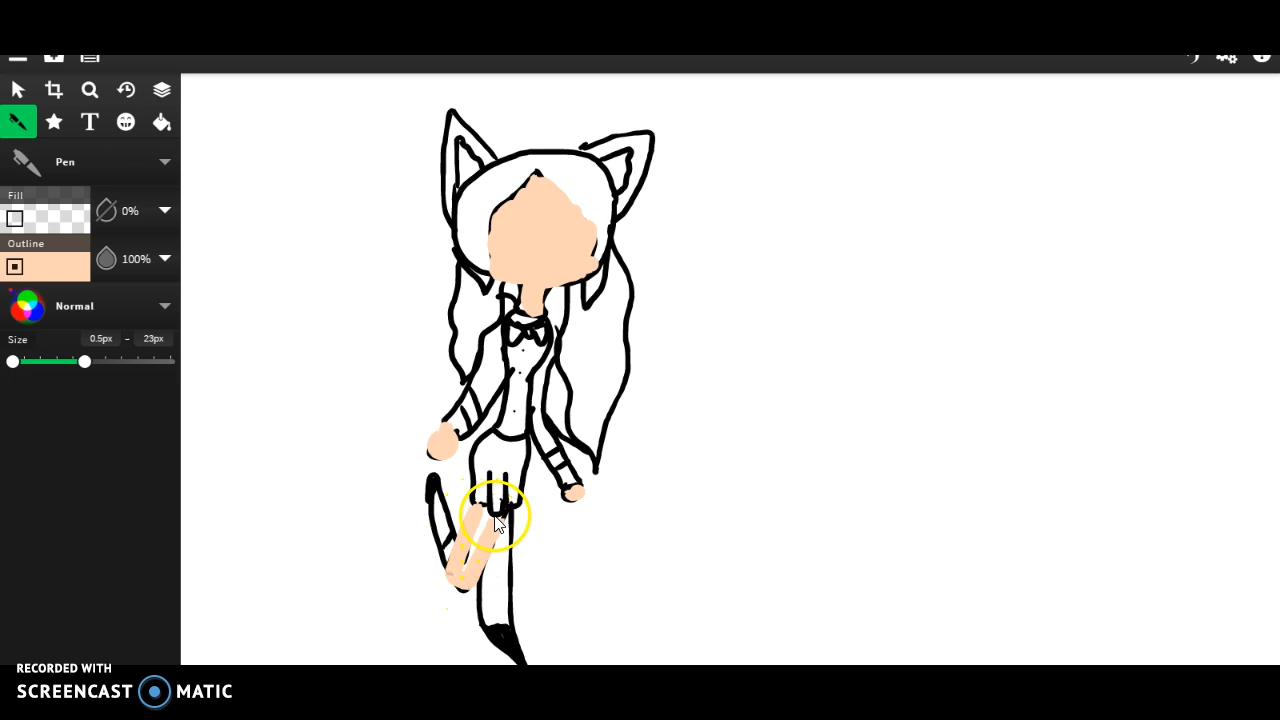 T
Pen
Fill
0%
Outline
100%
Normal
Size 0.5px - 23px
RECORDED WITH
SCREENCAST MATIC